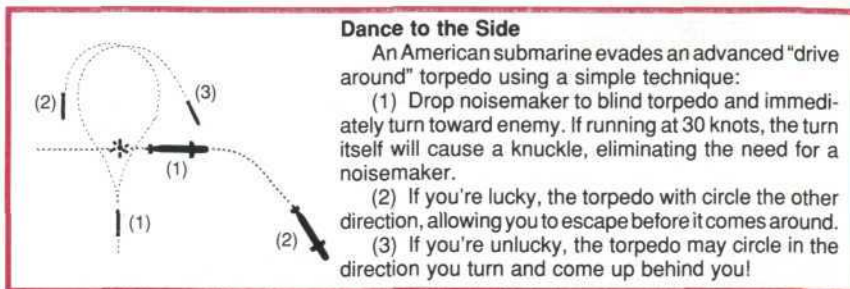 Dance to the Side
An American submarine evades an advanced “drive
around” torpedo using a simple technique:
(1) Drop noisemaker to blind torpedo and immedi-
ately turn toward enemy. If running at 30 knots, the turn
itself will cause a knuckle, eliminating the need for a
noisemaker.
(2) If you're lucky, the torpedo with circle the other
direction, allowing you to escape before it comes around.
(3) If you're unlucky, the torpedo may circle in the
direction you turn and come up behind you!
(2)
(3)
(1)
(1)
(2)